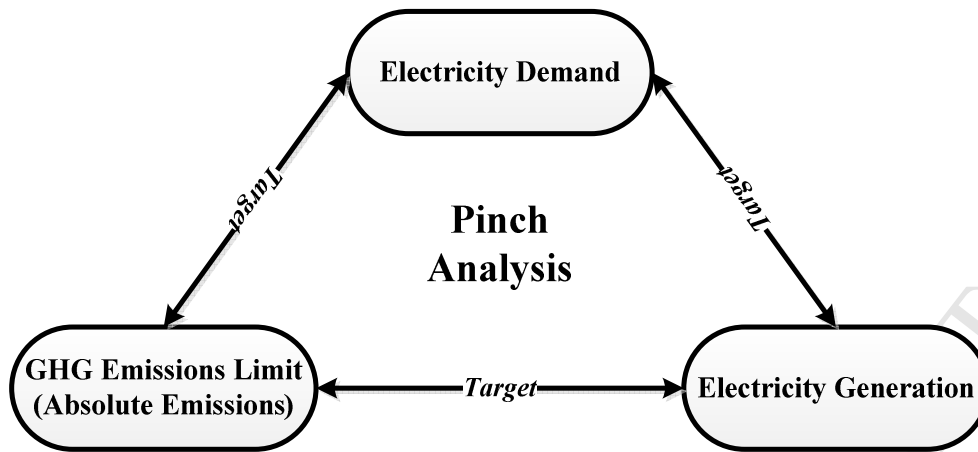 Electricity Demand
Target
Target
Pinch
Analysis
GHG Emissions Limit
(Absolute Emissions)
Target
Electricity Generation